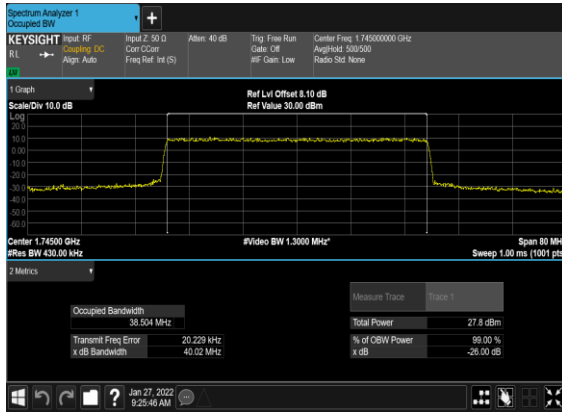 Spectrum Analyzer 1
Occupied BW
+
KEYSIGHT Input: RF Input Z: 50 Ω Atten: 40 dB Trig: Free Run Center Freq: 1.745000000 GHz
RL Coupling: DC Corr CCorr Gate: Off Avg|Hold: 500/500
Align: Auto Freq Ref: Int (S) #IF Gain: Low Radio Std: None
LXI
1 Graph
Ref Lvl Offset 8.10 dB
Scale/Div 10.0 dB Ref Value 30.00 dBm
Log
20.0
10.0
0.00
-10.0
-20.0
-30.0
-40.0
-50.0
-60.0
Center 1.74500 GHz #Video BW 1.3000 MHz* Span 80 MH
#Res BW 430.00 kHz Sweep 1.00 ms (1001 pts
2 Metrics
Measure Trace Trace 1
Occupied Bandwidth
38.504 MHz Total Power 27.8 dBm
Transmit Freq Error 20.229 kHz % of OBW Power 99.00 %
x dB Bandwidth 40.02 MHz x dB -26.00 dB
? Jan 27, 2022
9:25:46 AM